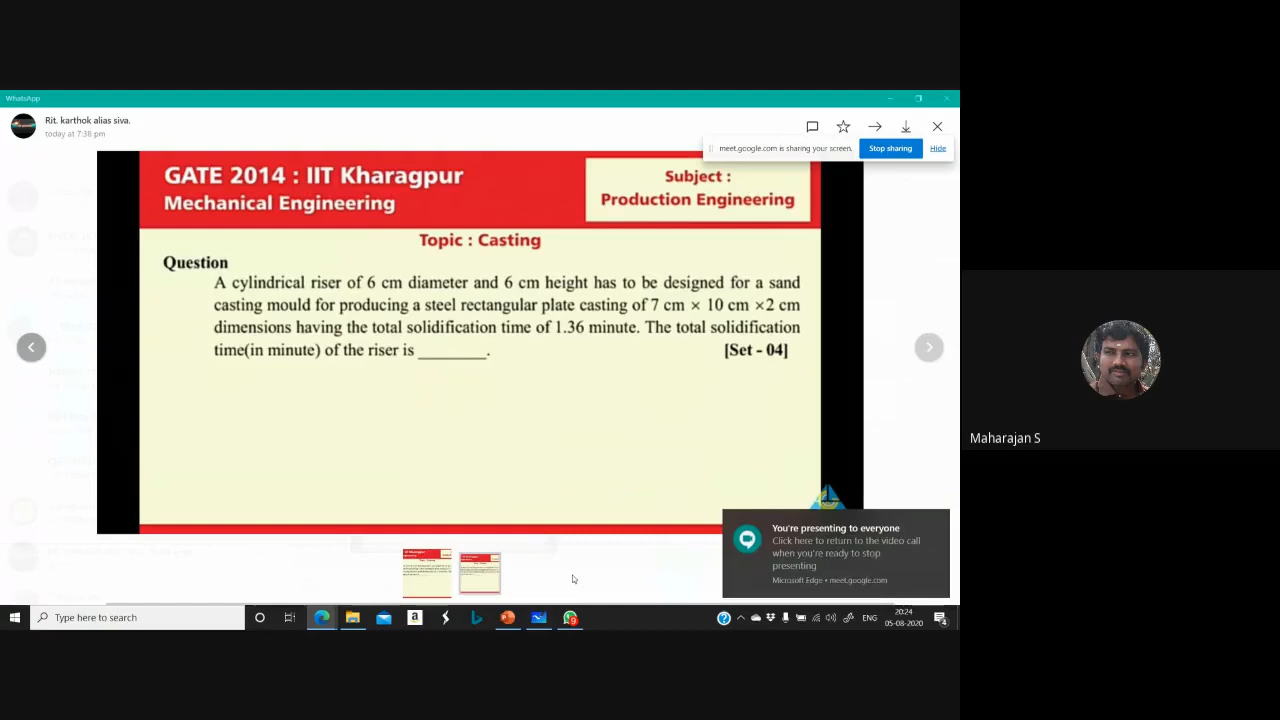 WhatsApp
Rit. karthok alias siva.
today at 7:38 pm
meet.google.com is sharing your screen.
Stop sharing
Hide
GATE 2014 : IIT Kharagpur
Mechanical Engineering
Subject :
Production Engineering
Topic : Casting
Question
A cylindrical riser of 6 cm diameter and 6 cm height has to be designed for a sand
casting mould for producing a steel rectangular plate casting of 7 cm × 10 cm ×2 cm
dimensions having the total solidification time of 1.36 minute. The total solidification
time(in minute) of the riser is ________.
[Set - 04]
Maharajan S
You're presenting to everyone
Click here to return to the video call
when you're ready to stop
presenting
Microsoft Edge • meet.google.com
Type here to search
ENG
20:24
05-08-2020